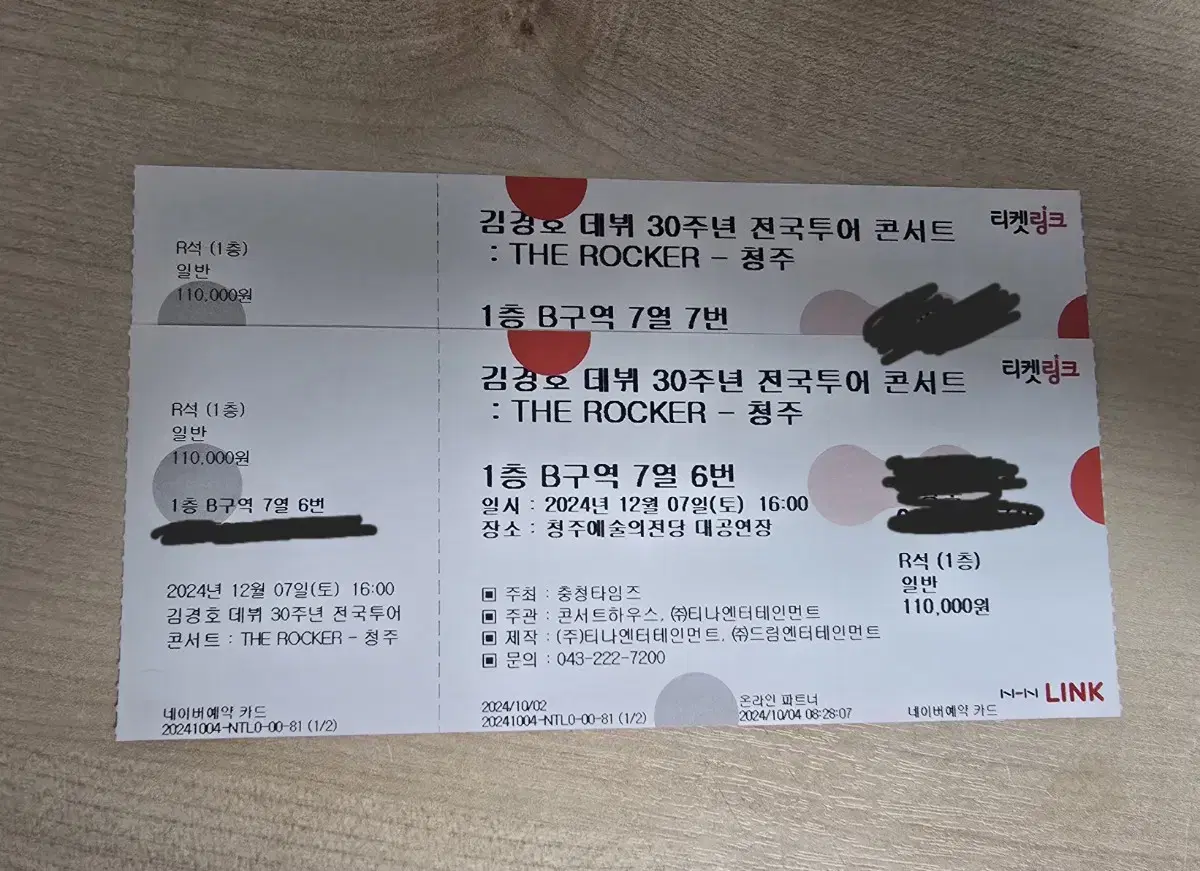 R석 (1층)
일반
110,000원
김경호 데뷔 30주년 전국투어 콘서트
: THE ROCKER - 청주
1층 B구역 7열 7번
티켓링크
R석 (1층)
일반
110,000원
1층 B구역 7열 6번
2024년 12월 07일(토) 16:00
김경호 데뷔 30주년 전국투어
콘서트 : THE ROCKER - 청주
네이버예약 카드
20241004-NTL0-00-81 (1/2)
김경호 데뷔 30주년 전국투어 콘서트
: THE ROCKER - 청주
티켓링크
1층 B구역 7열 6번
일시 : 2024년 12월 07일(토) 16:00
장소 : 청주예술의전당 대공연장
R석 (1층)
일반
110,000원
▣ 주최 : 충청타임즈
▣ 주관 : 콘서트하우스, ㈜티나엔터테인먼트
▣ 제작 : (주)티나엔터테인먼트, ㈜드림엔터테인먼트
▣ 문의 : 043-222-7200
NHN LINK
2024/10/02
20241004-NTL0-00-81 (1/2)
온라인 파트너
2024/10/04 08:28:07
네이버예약 카드